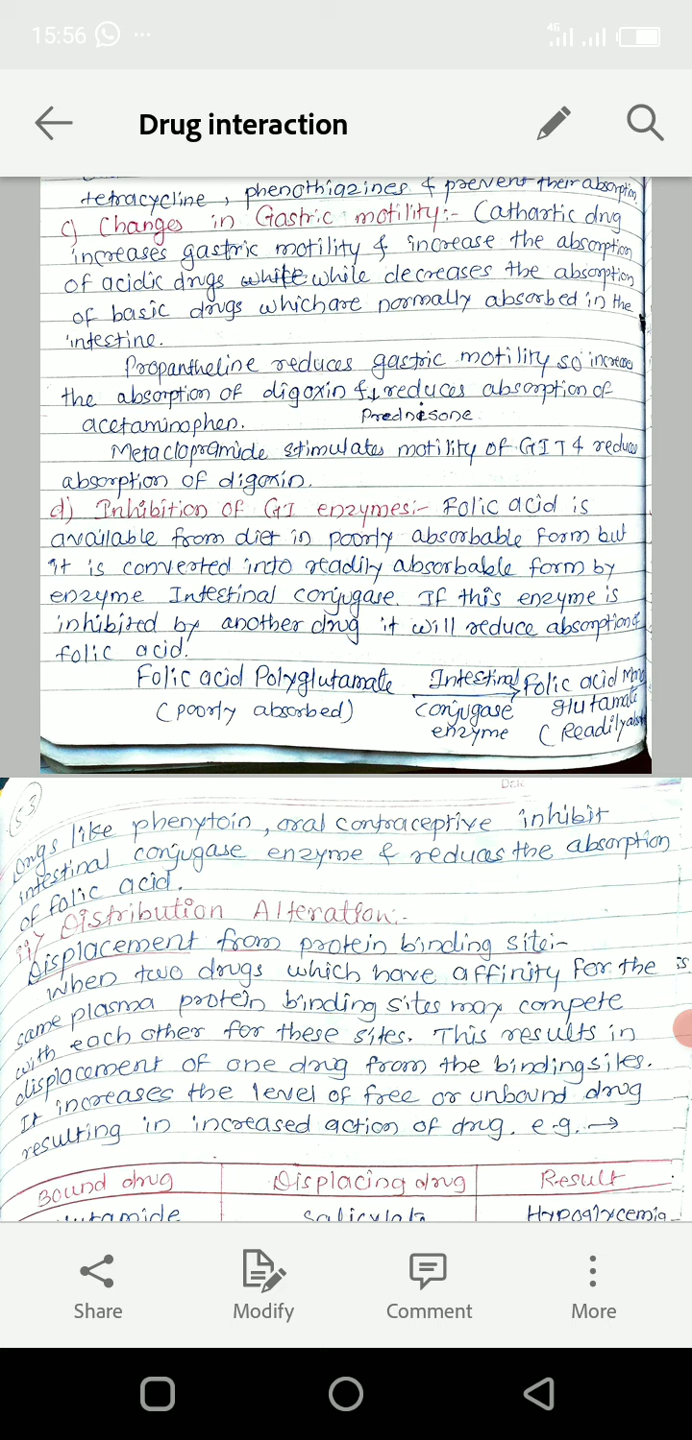 15:56
4G
Drug interaction
tetracycline, phenothiazines & prevent their absorption
c) Changes in Gastric motility:- Cathartic drug
increases gastric motility & increase the absorption
of acidic drugs while while decreases the absorption
of basic drugs which are normally absorbed in the
intestine.
Propantheline reduces gastric motility so increase
the absorption of digoxin & reduces absorption of
acetaminophen. Prednisone
Metaclopramide stimulates motility of GIT & reduces
absorption of digoxin.
d) Inhibition of GI enzymes:- Folic acid is
available from diet in poorly absorbable form but
it is converted into readily absorbable form by
enzyme Intestinal conjugase. If this enzyme is
inhibited by another drug it will reduce absorption of
folic acid.
Folic acid Polyglutamate Intestinal Folic acid mono
(poorly absorbed) conjugase glutamate
enzyme (Readily abs
53
Drugs like phenytoin, oral contraceptive inhibit
intestinal conjugase enzyme & reduces the absorption
of folic acid.
ii) Distribution Alteration:-
Displacement from protein binding site:-
When two drugs which have affinity for the is
same plasma protein binding sites may compete
with each other for these sites. This results in
displacement of one drug from the binding sites.
It increases the level of free or unbound drug
resulting in increased action of drug. e.g. →
Bound drug Displacing drug Result
Hypoglycemia
Share Modify Comment More